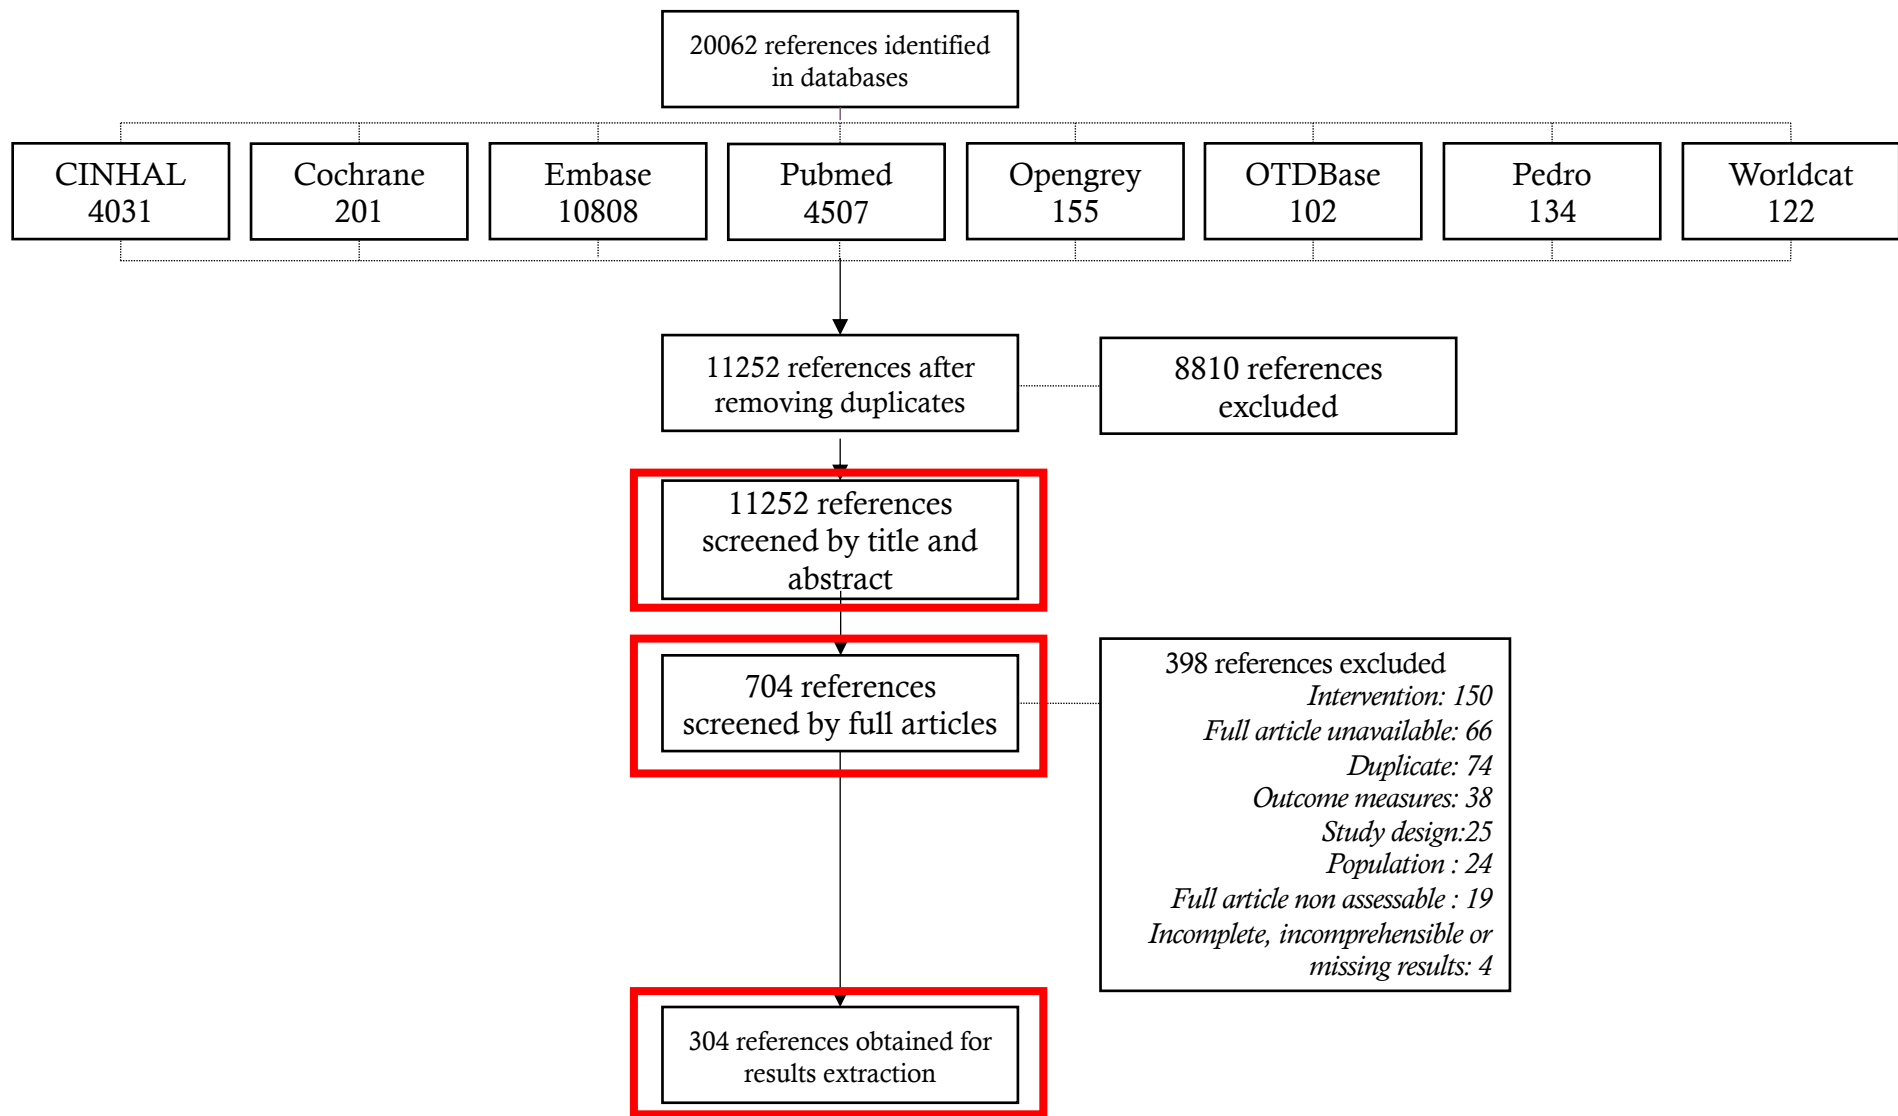 20062 references identified
in databases
CINHAL
4031
Cochrane
201
Embase
10808
Pubmed
4507
Opengrey
155
OTDBase
102
Pedro
134
Worldcat
122
11252 references after
removing duplicates
8810 references
excluded
11252 references
screened by title and
abstract
704 references
screened by full articles
398 references excluded
Intervention: 150
Full article unavailable: 66
Duplicate: 74
Outcome measures: 38
Study design:25
Population : 24
Full article non assessable : 19
Incomplete, incomprehensible or
missing results: 4
304 references obtained for
results extraction